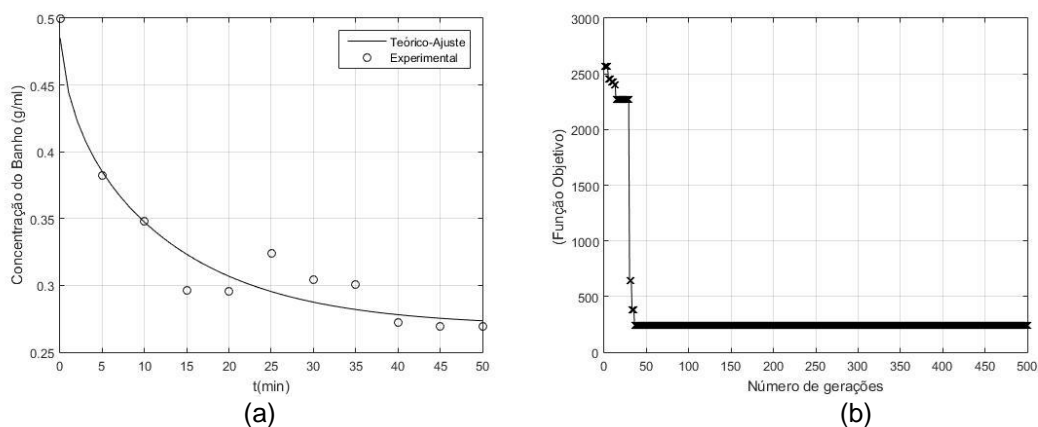 0.5
0.45
0.4
0.35
0.3
0.25
Concentração do Banho (g/ml)
Teórico-Ajuste
Experimental
0 5 10 15 20 25 30 35 40 45 50
t(min)
(a)
3000
2500
2000
1500
1000
500
0
(Função Objetivo)
0 50 100 150 200 250 300 350 400 450 500
Número de gerações
(b)